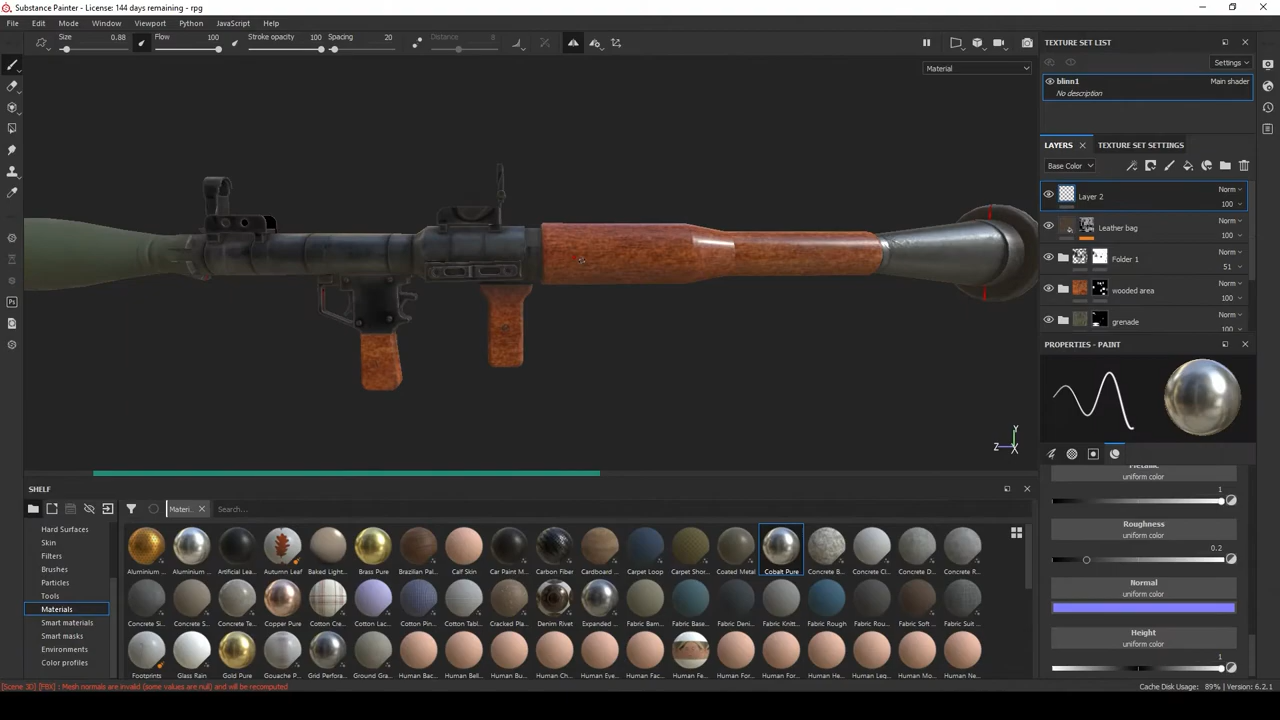 Substance Painter - License: 144 days remaining - rpg
File Edit Mode Window Viewport Python JavaScript Help
Size 0.88 Flow 100 Stroke opacity 100 Spacing 20 Distance 8
Material
TEXTURE SET LIST
Settings
blinn1 Main shader
No description
LAYERS TEXTURE SET SETTINGS
Base Color
Layer 2 Norm 100
Leather bag Norm 100
Folder 1 Norm 51
wooded area Norm 100
grenade Norm 100
PROPERTIES - PAINT
Metallic
uniform color
1
Roughness
uniform color
0.2
Normal
uniform color
Height
uniform color
1
Y
Z X
SHELF
Materi... Search...
Hard Surfaces
Skin
Filters
Brushes
Particles
Tools
Materials
Smart materials
Smart masks
Environments
Color profiles
Aluminium ... Aluminium ... Artificial Lea... Autumn Leaf Baked Light... Brass Pure Brazilian Pal... Calf Skin Car Paint M... Carbon Fiber Cardboard ... Carpet Loop Carpet Shor... Coated Metal Cobalt Pure Concrete B... Concrete Cl... Concrete D... Concrete R...
Concrete Si... Concrete S... Concrete Te... Copper Pure Cotton Cre... Cotton Lac... Cotton Pin... Cotton Tabl... Cracked Pla... Denim Rivet Expanded ... Fabric Bam... Fabric Base... Fabric Deni... Fabric Knitt... Fabric Rough Fabric Rou... Fabric Soft ... Fabric Suit ...
Footprints Glass Rain Gold Pure Gouache P... Grid Perfora... Ground Gra... Human Bac... Human Bell... Human Bu... Human Ch... Human Eye... Human Fac... Human Fe... Human For... Human For... Human Hea... Human Leg... Human Mo... Human Ne...
[Scene 3D] [FBX] : Mesh normals are invalid (some values are null) and will be recomputed
Cache Disk Usage: 89% | Version: 6.2.1